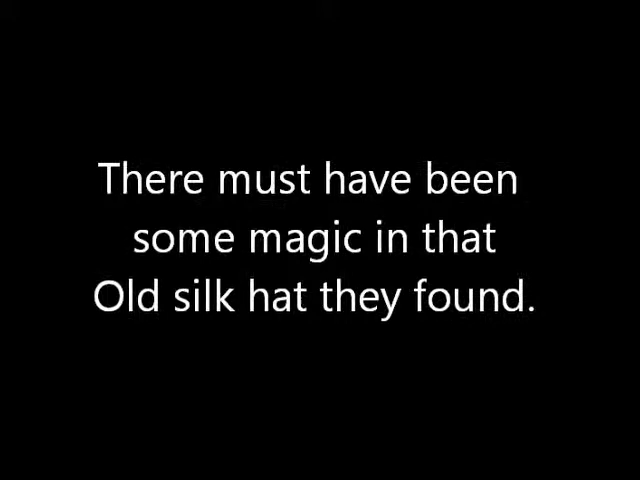 There must have been
some magic in that
Old silk hat they found.